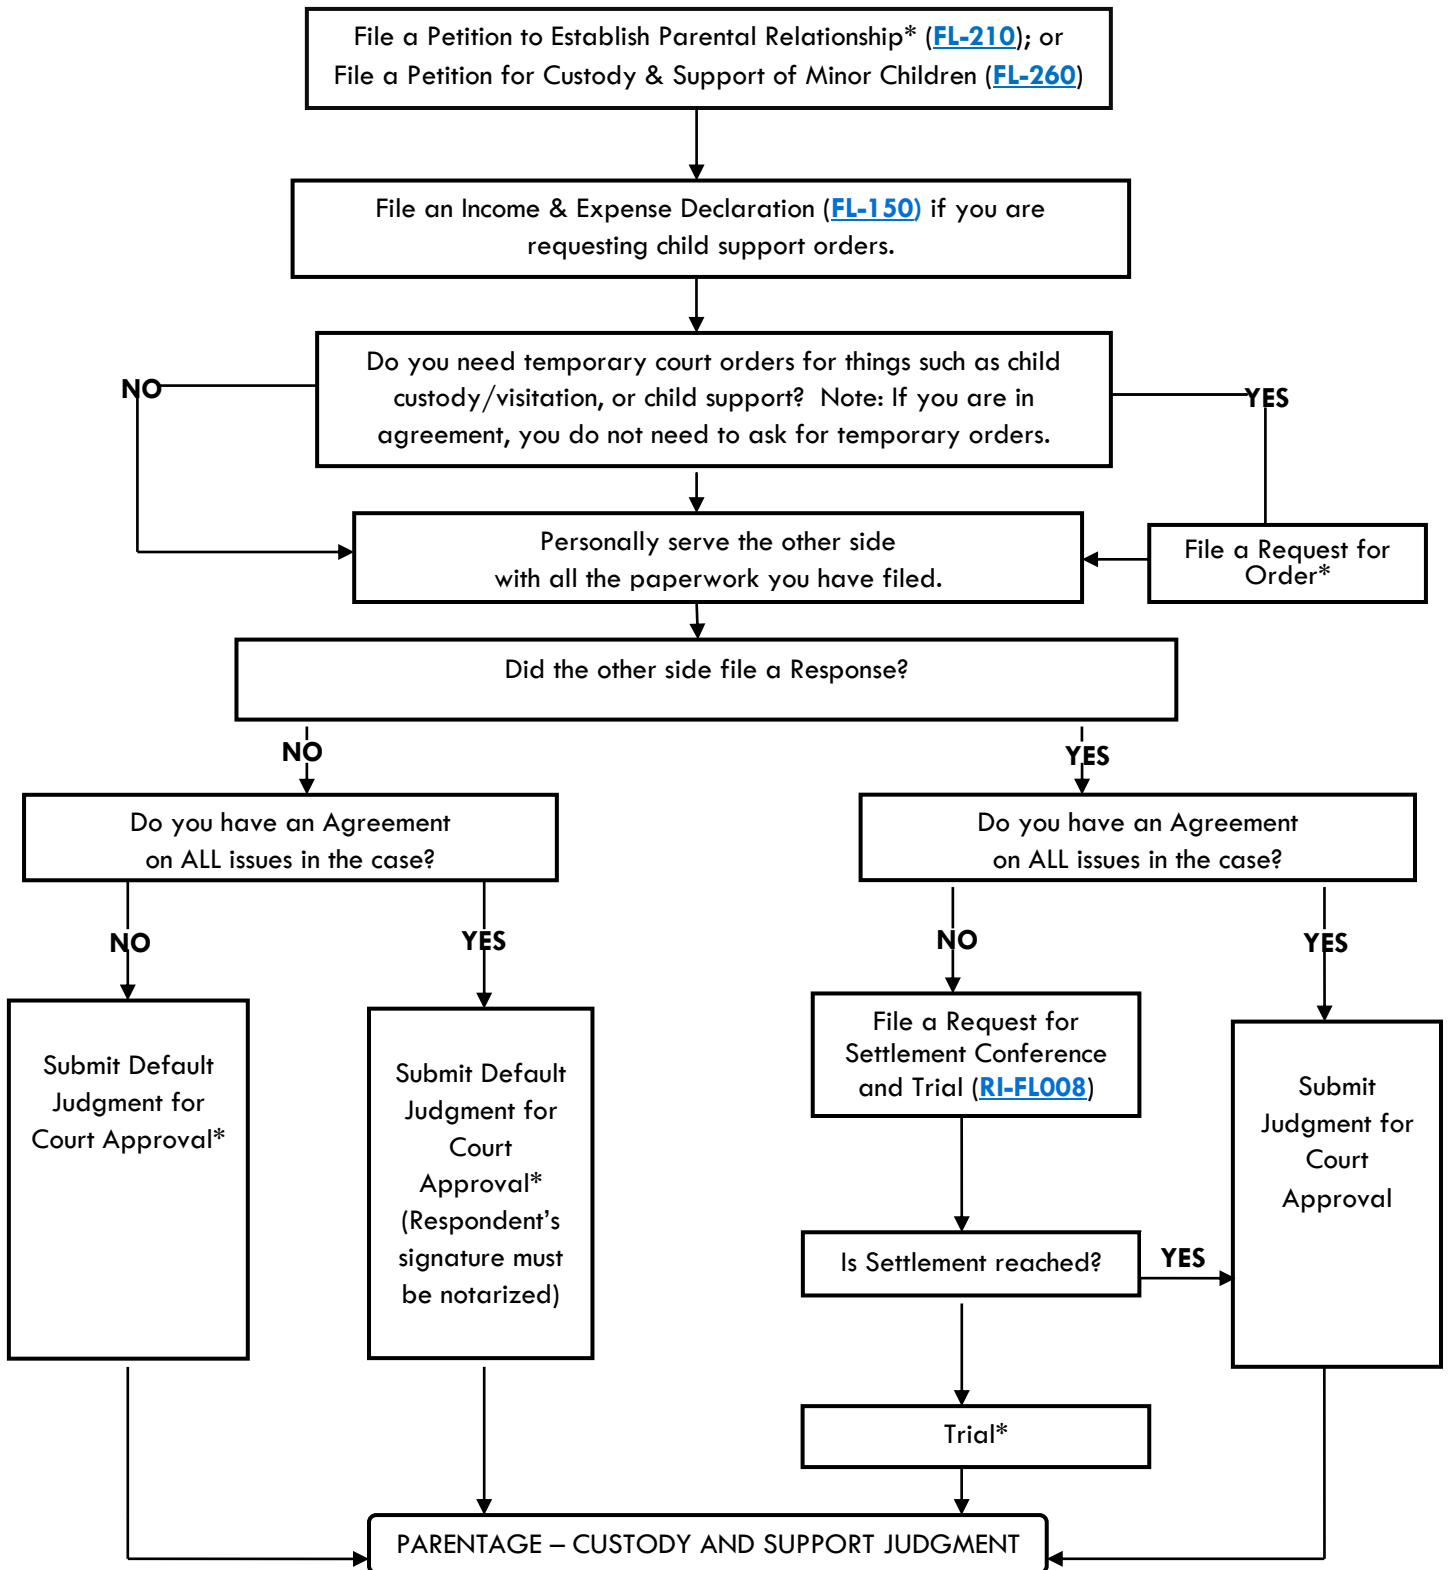 File a Petition to Establish Parental Relationship* (FL-210); or
File a Petition for Custody & Support of Minor Children (FL-260)
File an Income & Expense Declaration (FL-150) if you are
requesting child support orders.
Do you need temporary court orders for things such as child
custody/visitation, or child support? Note: If you are in
agreement, you do not need to ask for temporary orders.
NO
YES
Personally serve the other side
with all the paperwork you have filed.
File a Request for
Order*
Did the other side file a Response?
NO
YES
Do you have an Agreement
on ALL issues in the case?
Do you have an Agreement
on ALL issues in the case?
NO
YES
NO
YES
Submit Default
Judgment for
Court Approval*
Submit Default
Judgment for
Court
Approval*
(Respondent’s
signature must
be notarized)
File a Request for
Settlement Conference
and Trial (RI-FL008)
Submit
Judgment for
Court
Approval
Is Settlement reached?
YES
Trial*
PARENTAGE – CUSTODY AND SUPPORT JUDGMENT